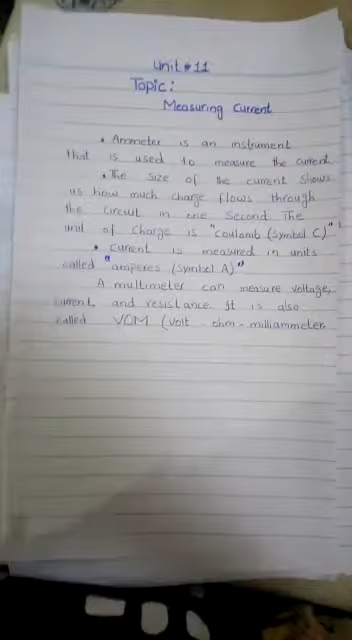 Unit # 11
Topic:
Measuring Current
• Ammeter is an instrument
that is used to measure the current
• The size of the current shows
us how much charge flows through
the circuit in one second The
unit of charge is "Coulomb (symbol C)"
• Current is measured in units
called "amperes (symbol A)"
A multimeter can measure voltage,
current, and resistance. It is also
called VOM (volt - ohm - milliammeter